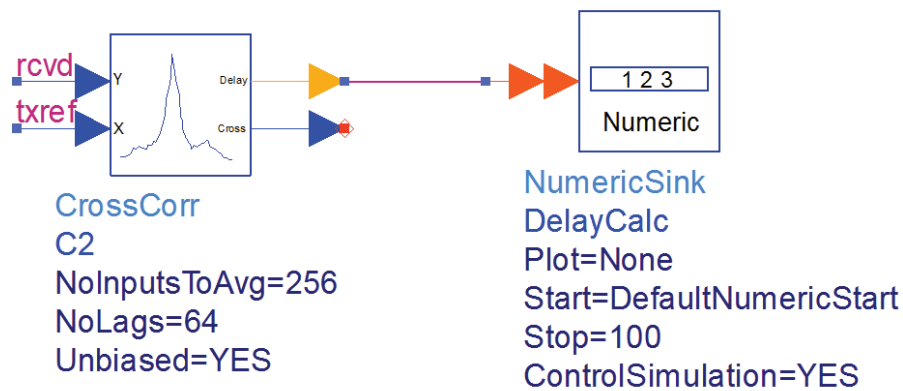 rcvd
txref
Y
X
Delay
Cross
1 2 3
Numeric
CrossCorr
C2
NoInputsToAvg=256
NoLags=64
Unbiased=YES
NumericSink
DelayCalc
Plot=None
Start=DefaultNumericStart
Stop=100
ControlSimulation=YES